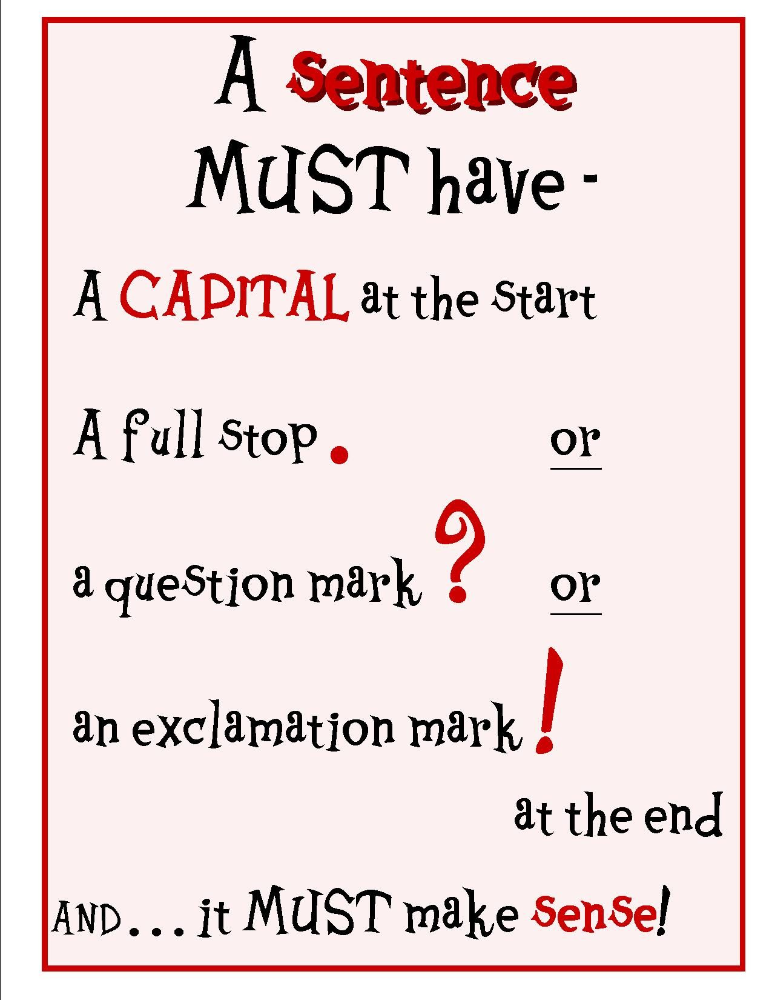 A Sentence
MUST have -
A CAPITAL at the start
A full stop. or
a question mark? or
an exclamation mark!
at the end
AND... it MUST make sense!